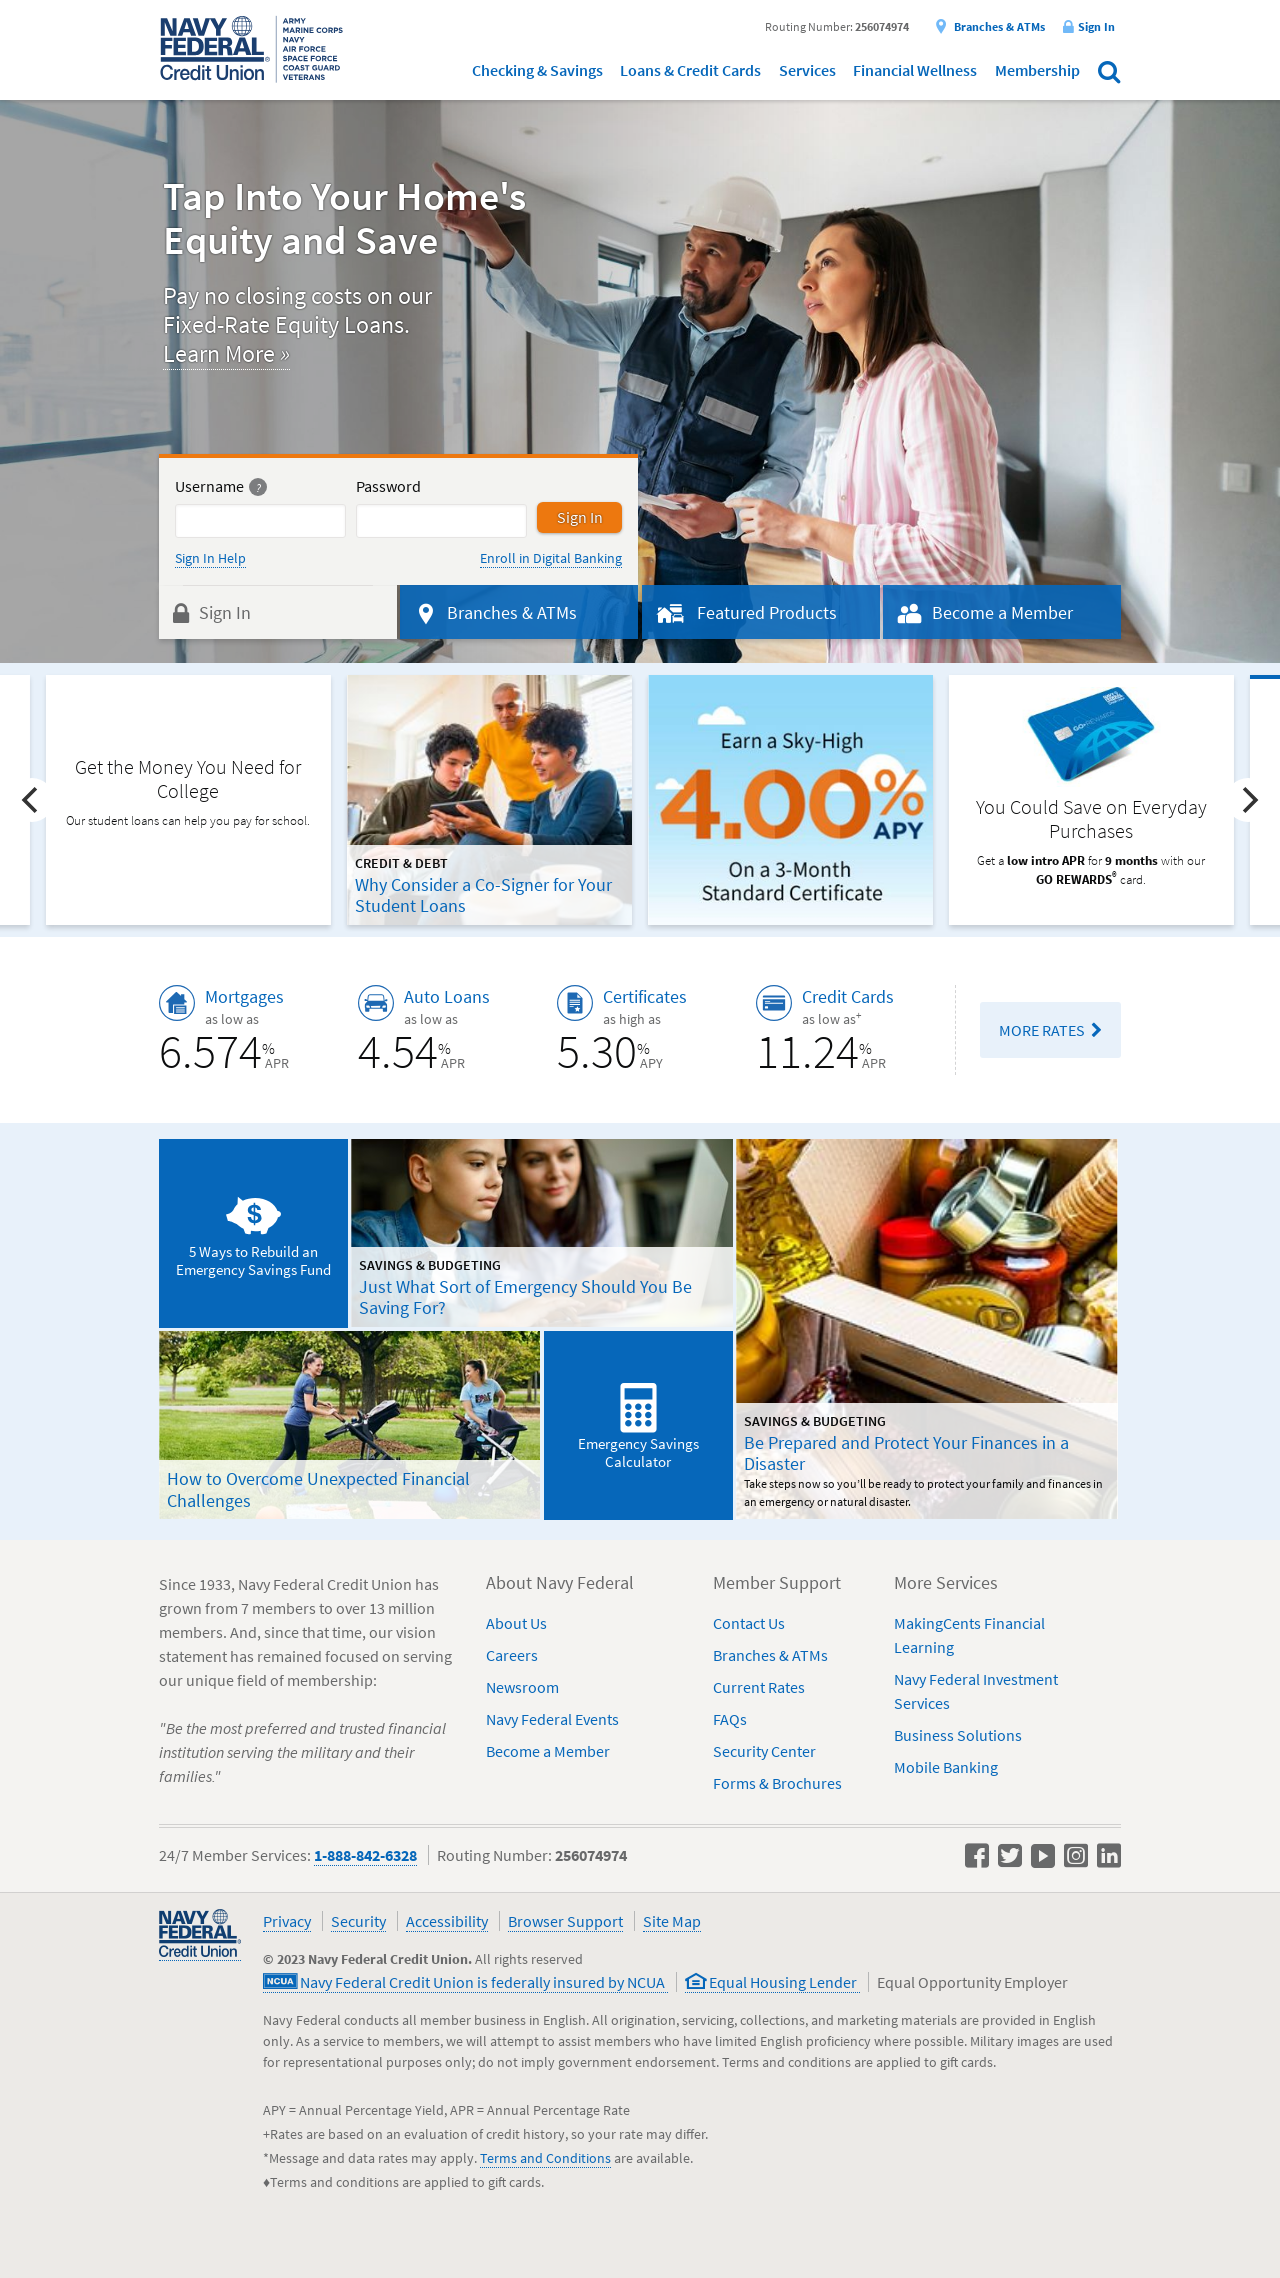 NAVY
FEDERAL
Credit Union
ARMY
MARINE CORPS
NAVY
AIR FORCE
SPACE FORCE
COAST GUARD
VETERANS
Routing Number: 256074974
Branches & ATMs
Sign In
Checking & Savings
Loans & Credit Cards
Services
Financial Wellness
Membership
Tap Into Your Home's
Equity and Save
Pay no closing costs on our
Fixed-Rate Equity Loans.
Learn More »
Username ?
Password
Sign In
Sign In Help
Enroll in Digital Banking
Sign In
Branches & ATMs
Featured Products
Become a Member
Get the Money You Need for
College
Our student loans can help you pay for school.
CREDIT & DEBT
Why Consider a Co-Signer for Your
Student Loans
Earn a Sky-High
4.00%
APY
On a 3-Month
Standard Certificate
GO REWARDS
You Could Save on Everyday
Purchases
Get a low intro APR for 9 months with our
GO REWARDS® card.
Mortgages
as low as
6.574% APR
Auto Loans
as low as
4.54% APR
Certificates
as high as
5.30% APY
Credit Cards
as low as+
11.24% APR
MORE RATES
$
5 Ways to Rebuild an
Emergency Savings Fund
SAVINGS & BUDGETING
Just What Sort of Emergency Should You Be
Saving For?
How to Overcome Unexpected Financial
Challenges
Emergency Savings
Calculator
SAVINGS & BUDGETING
Be Prepared and Protect Your Finances in a
Disaster
Take steps now so you'll be ready to protect your family and finances in
an emergency or natural disaster.
Since 1933, Navy Federal Credit Union has
grown from 7 members to over 13 million
members. And, since that time, our vision
statement has remained focused on serving
our unique field of membership:
"Be the most preferred and trusted financial
institution serving the military and their
families."
About Navy Federal
About Us
Careers
Newsroom
Navy Federal Events
Become a Member
Member Support
Contact Us
Branches & ATMs
Current Rates
FAQs
Security Center
Forms & Brochures
More Services
MakingCents Financial
Learning
Navy Federal Investment
Services
Business Solutions
Mobile Banking
24/7 Member Services: 1-888-842-6328
Routing Number: 256074974
NAVY
FEDERAL
Credit Union
Privacy
Security
Accessibility
Browser Support
Site Map
© 2023 Navy Federal Credit Union. All rights reserved
NCUA Navy Federal Credit Union is federally insured by NCUA
Equal Housing Lender
Equal Opportunity Employer
Navy Federal conducts all member business in English. All origination, servicing, collections, and marketing materials are provided in English
only. As a service to members, we will attempt to assist members who have limited English proficiency where possible. Military images are used
for representational purposes only; do not imply government endorsement. Terms and conditions are applied to gift cards.
APY = Annual Percentage Yield, APR = Annual Percentage Rate
+Rates are based on an evaluation of credit history, so your rate may differ.
*Message and data rates may apply. Terms and Conditions are available.
♦Terms and conditions are applied to gift cards.